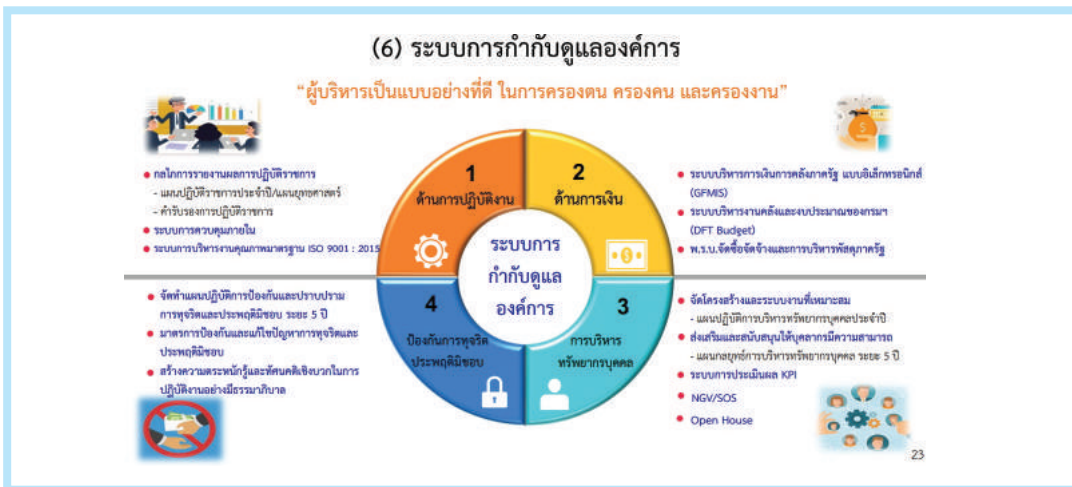 (6) ระบบการกำกับดูแลองค์การ
“ผู้บริหารเป็นแบบอย่างที่ดี ในการครองตน ครองคน และครองงาน”
● กลไกการรายงานผลการปฏิบัติราชการ
- แผนปฏิบัติราชการประจำปี/แผนยุทธศาสตร์
- คำรับรองการปฏิบัติราชการ
● ระบบการควบคุมภายใน
● ระบบการบริหารงานคุณภาพมาตรฐาน ISO 9001 : 2015
1
ด้านการปฏิบัติงาน
2
ด้านการเงิน
● ระบบบริหารการเงินการคลังภาครัฐ แบบอิเล็กทรอนิกส์
(GFMIS)
● ระบบบริหารงานคลังและงบประมาณของกรมฯ
(DFT Budget)
● พ.ร.บ.จัดซื้อจัดจ้างและการบริหารพัสดุภาครัฐ
ระบบการ
กำกับดูแล
องค์การ
● จัดทำแผนปฏิบัติการป้องกันและปราบปราม
การทุจริตและประพฤติมิชอบ ระยะ 5 ปี
● มาตรการป้องกันและแก้ไขปัญหาการทุจริตและ
ประพฤติมิชอบ
● สร้างความตระหนักรู้และทัศนคติเชิงบวกในการ
ปฏิบัติงานอย่างมีธรรมาภิบาล
4
ป้องกันการทุจริต
ประพฤติมิชอบ
3
การบริหาร
ทรัพยากรบุคคล
● จัดโครงสร้างและระบบงานที่เหมาะสม
- แผนปฏิบัติการบริหารทรัพยากรบุคคลประจำปี
● ส่งเสริมและสนับสนุนให้บุคลากรมีความสามารถ
- แผนกลยุทธ์การบริหารทรัพยากรบุคคล ระยะ 5 ปี
● ระบบการประเมินผล KPI
● NGV/SOS
● Open House
23